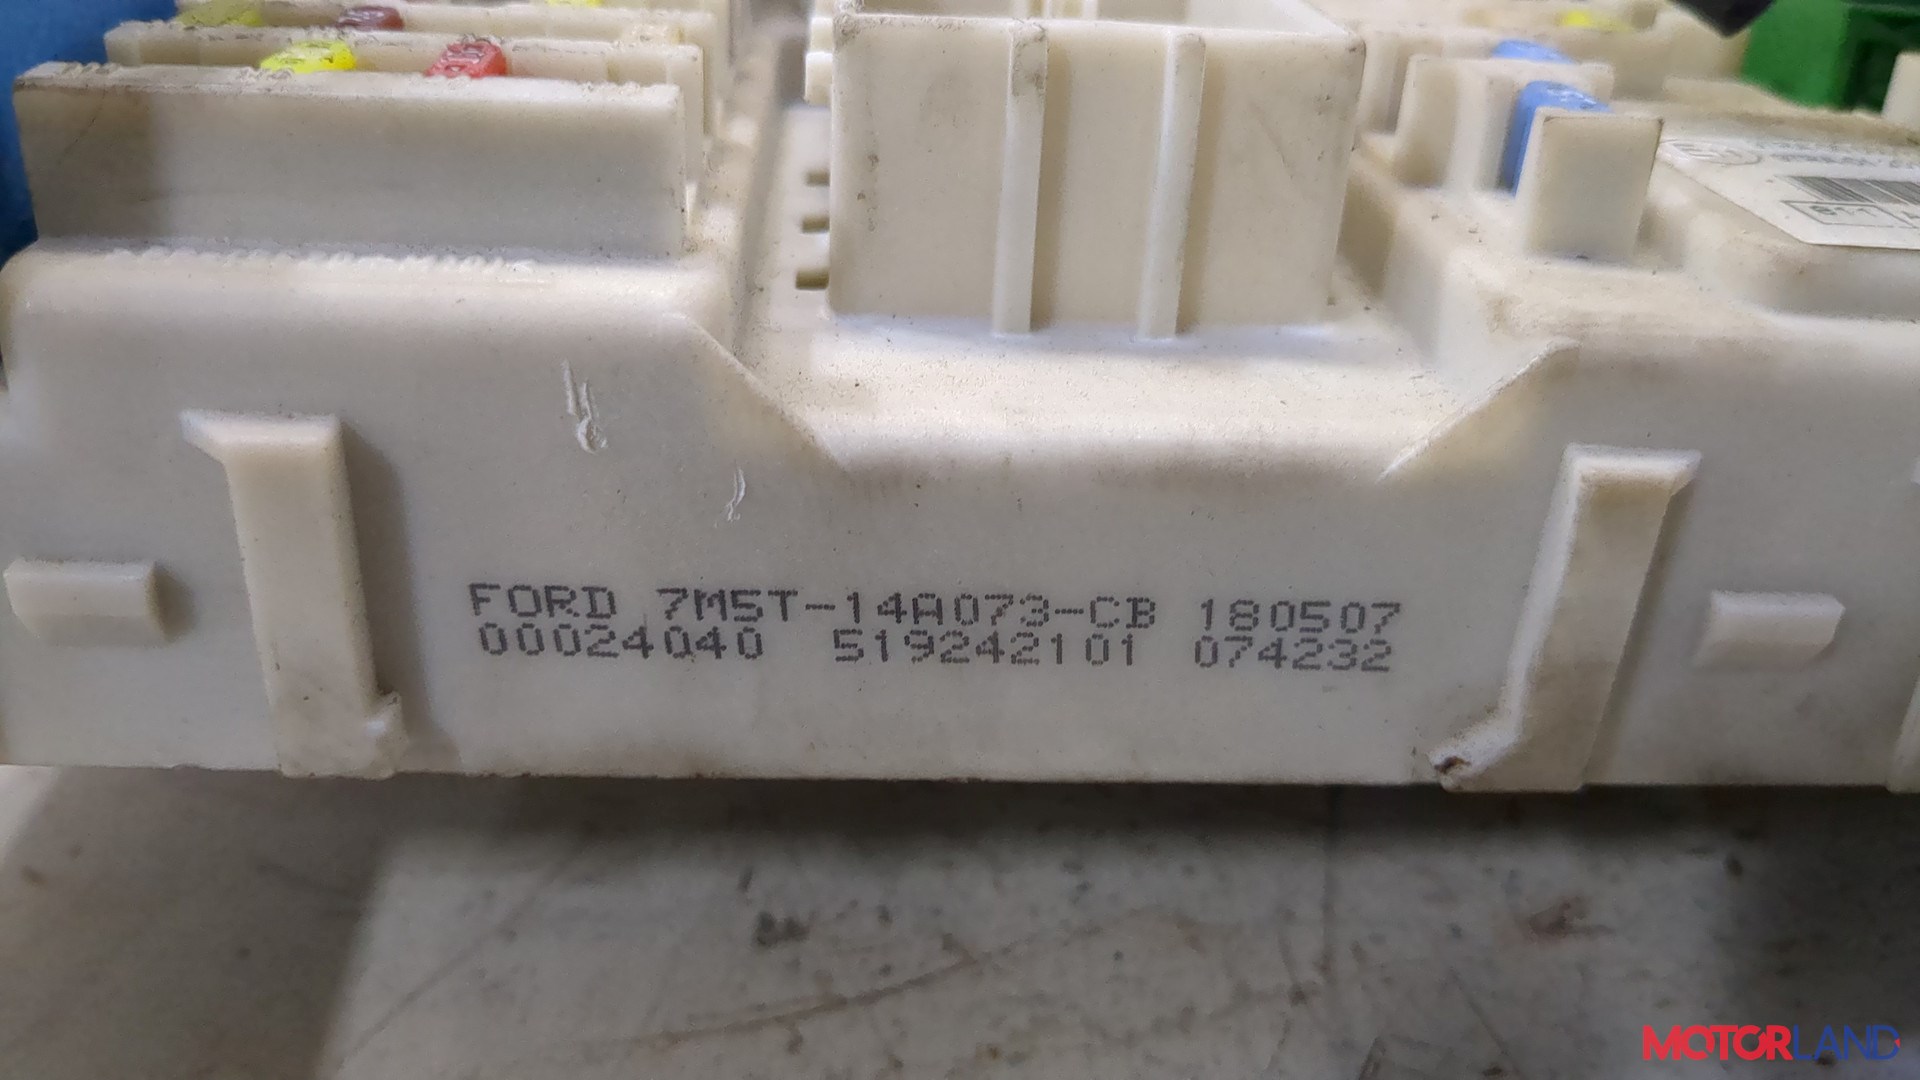 FORD 7M5T-14A073-CB 180507
00024040 519242101 074232
MOTORLAND